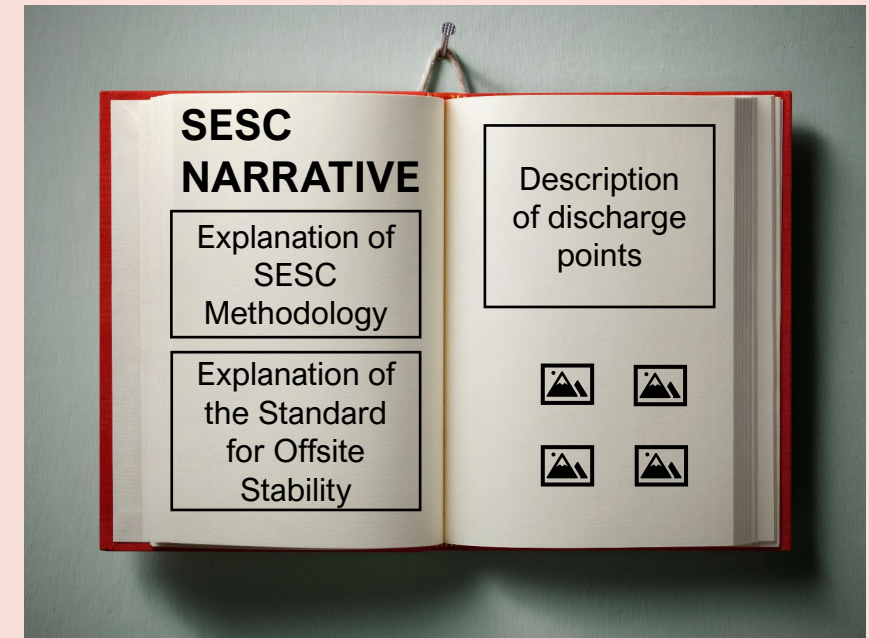 SESC
NARRATIVE
Explanation of
SESC
Methodology
Explanation of
the Standard
for Offsite
Stability
Description
of discharge
points